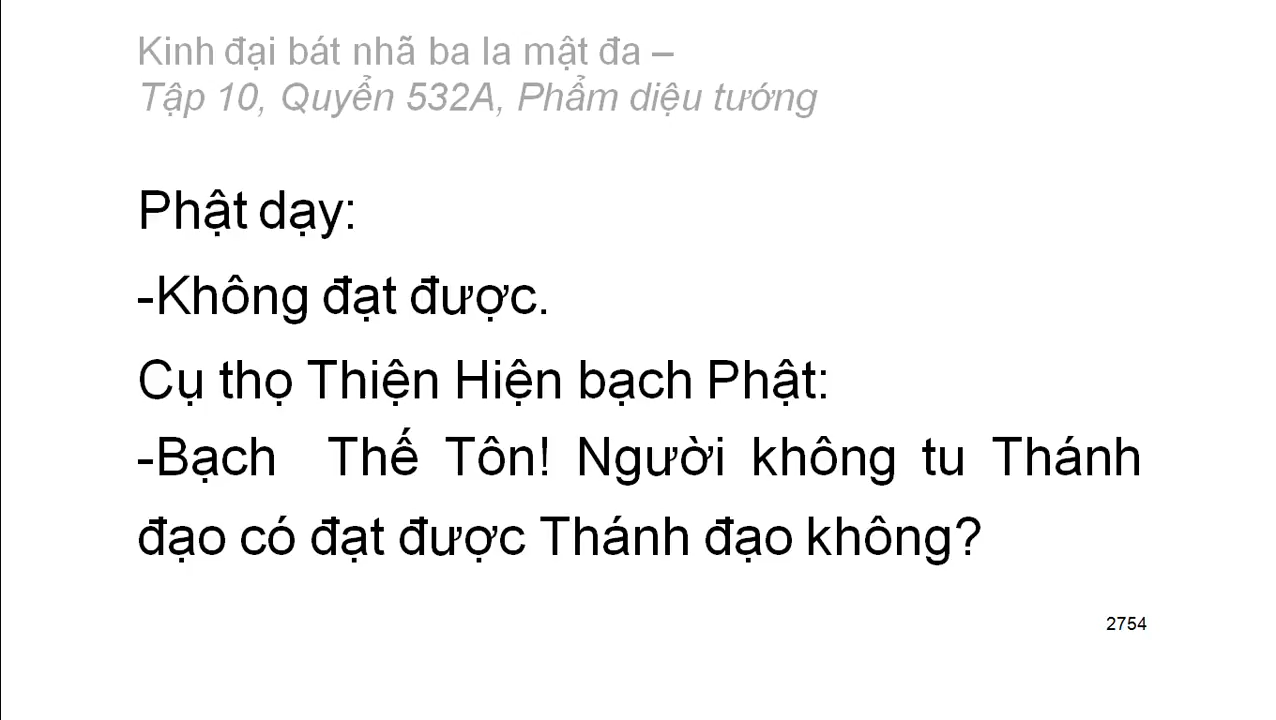 Kinh đại bát nhã ba la mật đa –
Tập 10, Quyển 532A, Phẩm diệu tướng
Phật dạy:
-Không đạt được.
Cụ thọ Thiện Hiện bạch Phật:
-Bạch Thế Tôn! Người không tu Thánh
đạo có đạt được Thánh đạo không?
2754